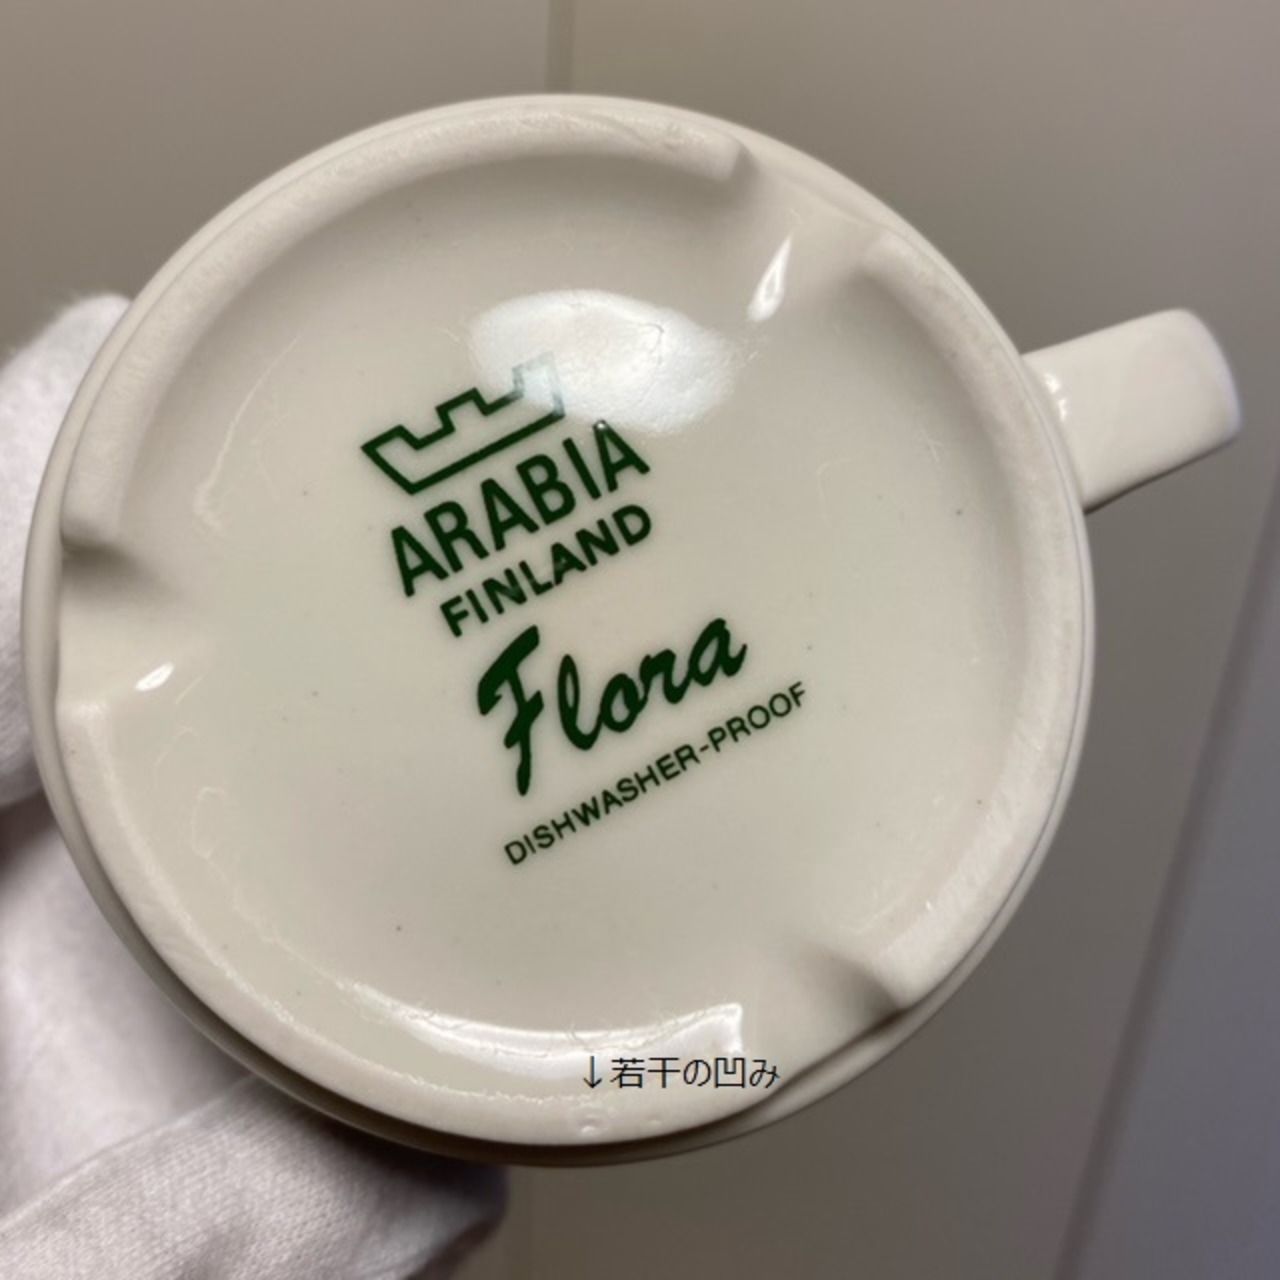 ARABIA
FINLAND
Flora
DISHWASHER-PROOF
↓若干の凹み